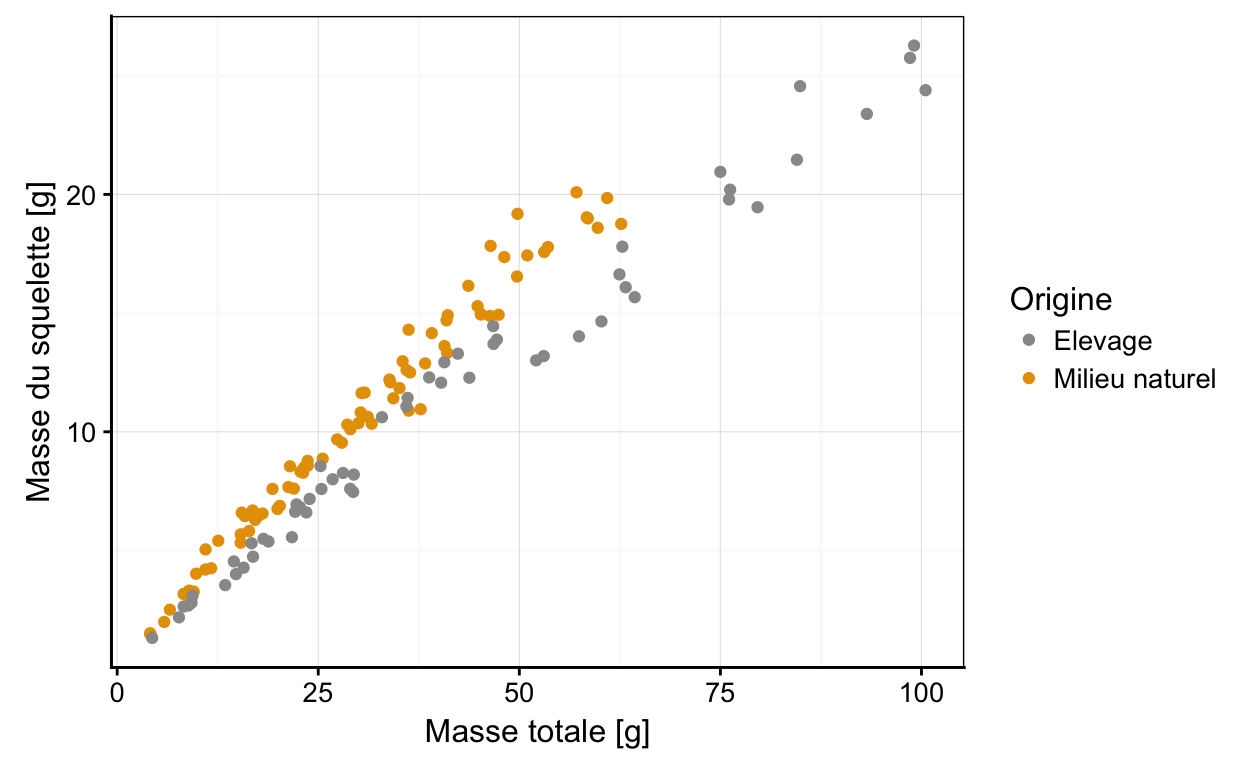 Masse du squelette [g]
20
10
0 25 50 75 100
Masse totale [g]
Origine
Elevage
Milieu naturel